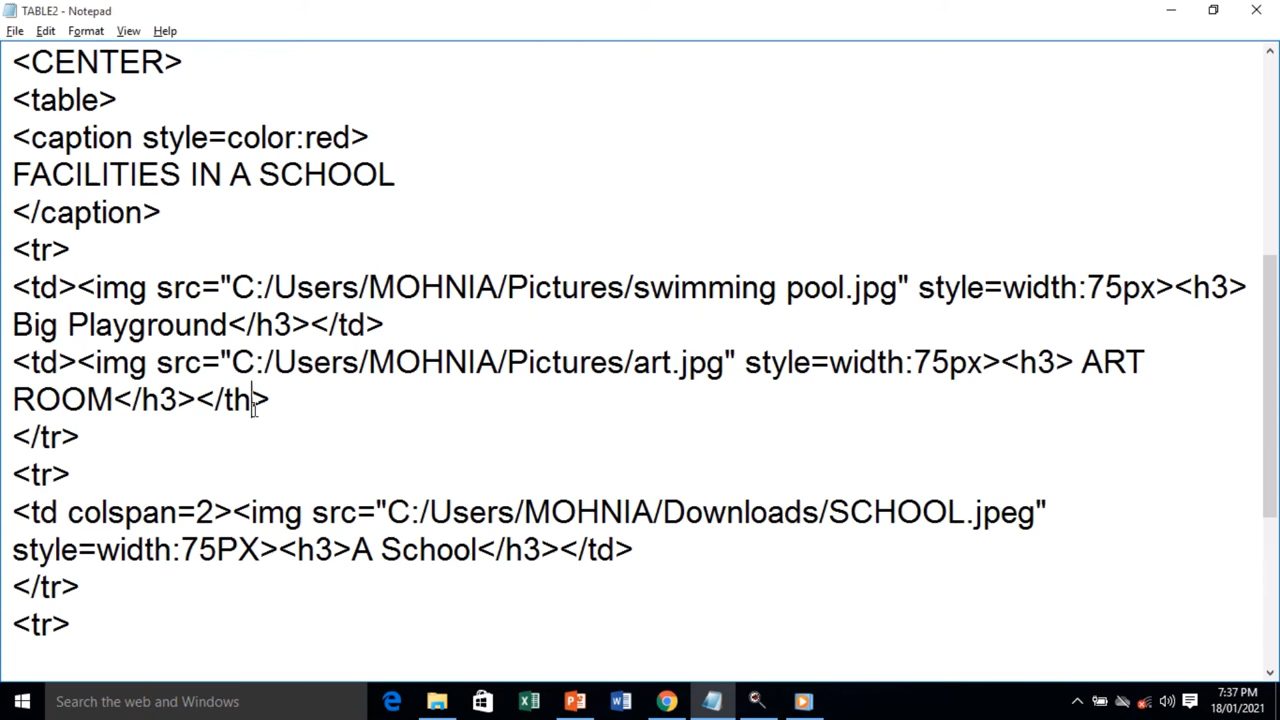 TABLE2 - Notepad
File Edit Format View Help
<CENTER>
<table>
<caption style=color:red>
FACILITIES IN A SCHOOL
</caption>
<tr>
<td><img src="C:/Users/MOHNIA/Pictures/swimming pool.jpg" style=width:75px><h3>
Big Playground</h3></td>
<td><img src="C:/Users/MOHNIA/Pictures/art.jpg" style=width:75px><h3> ART
ROOM</h3></th>
</tr>
<tr>
<td colspan=2><img src="C:/Users/MOHNIA/Downloads/SCHOOL.jpeg"
style=width:75PX><h3>A School</h3></td>
</tr>
<tr>
Search the web and Windows
7:37 PM
18/01/2021